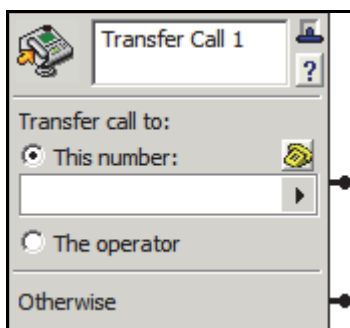 Transfer Call 1
?
Transfer call to:
This number:
The operator
Otherwise